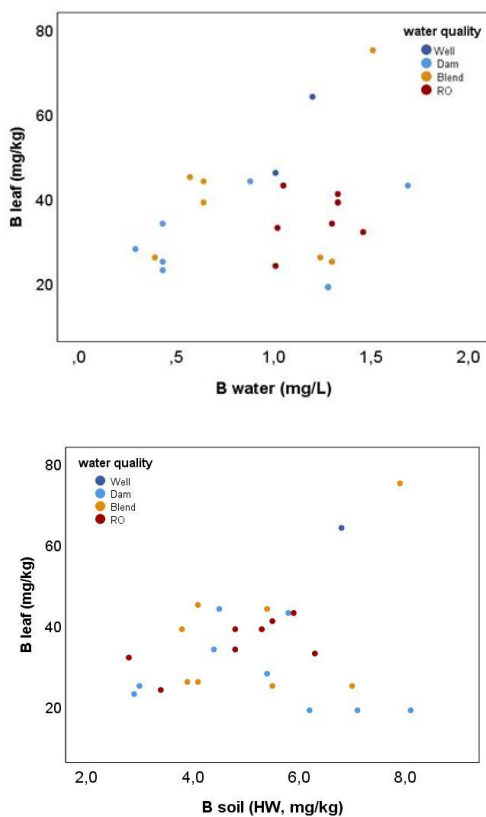 80
60
40
20
B leaf (mg/kg)
water quality
Well
Dam
Blend
RO
,0 ,5 1,0 1,5 2,0
B water (mg/L)
80
60
40
20
B leaf (mg/kg)
water quality
Well
Dam
Blend
RO
2,0 4,0 6,0 8,0
B soil (HW, mg/kg)